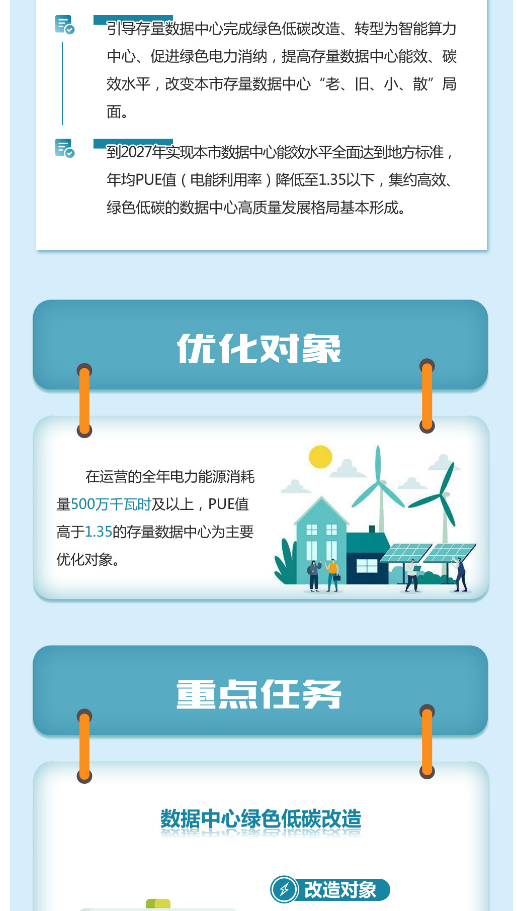 引导存量数据中心完成绿色低碳改造、转型为智能算力
中心、促进绿色电力消纳，提高存量数据中心能效、碳
效水平，改变本市存量数据中心“老、旧、小、散”局
面。
到2027年实现本市数据中心能效水平全面达到地方标准，
年均PUE值（电能利用率）降低至1.35以下，集约高效、
绿色低碳的数据中心高质量发展格局基本形成。
优化对象
在运营的全年电力能源消耗
量500万千瓦时及以上，PUE值
高于1.35的存量数据中心为主要
优化对象。
重点任务
数据中心绿色低碳改造
改造对象